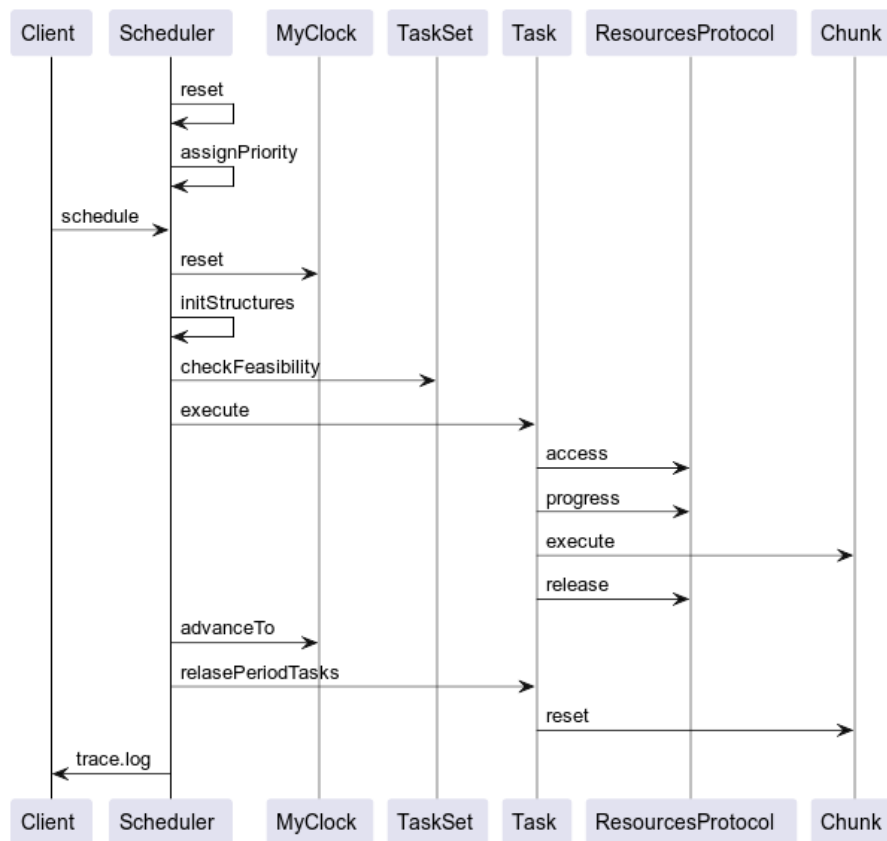 Client Scheduler MyClock TaskSet Task ResourcesProtocol Chunk
reset
assignPriority
schedule
reset
initStructures
checkFeasibility
execute
access
progress
execute
release
advanceTo
relasePeriodTasks
reset
trace.log
Client Scheduler MyClock TaskSet Task ResourcesProtocol Chunk